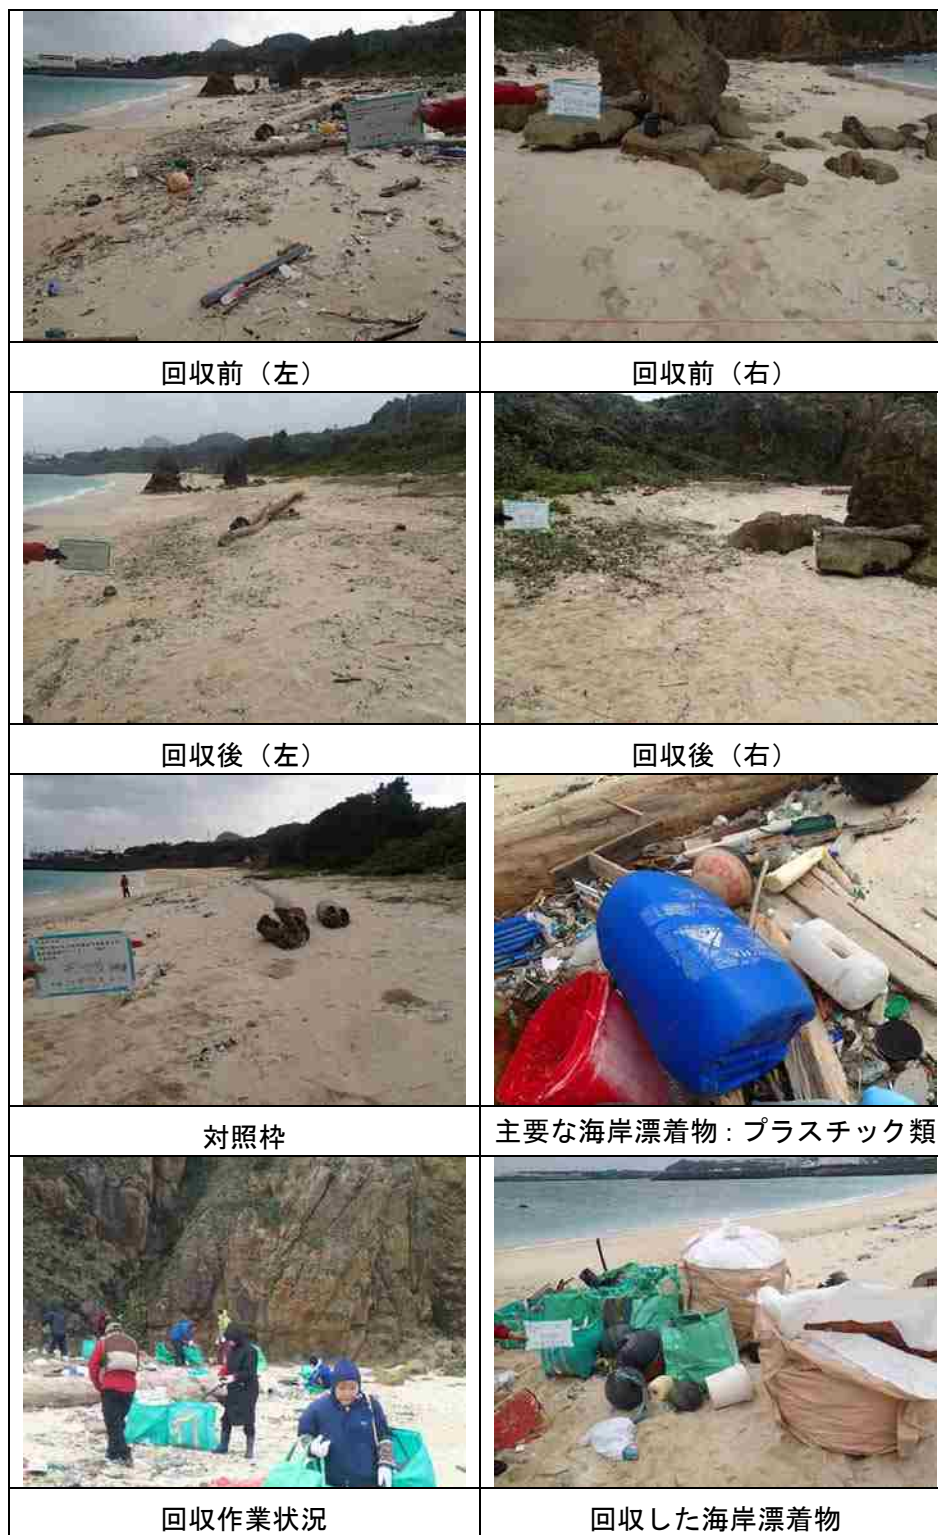 回収前（左）
回収前（右）
回収後（左）
回収後（右）
対照枠
主要な海岸漂着物：プラスチック類
回収作業状況
回収した海岸漂着物